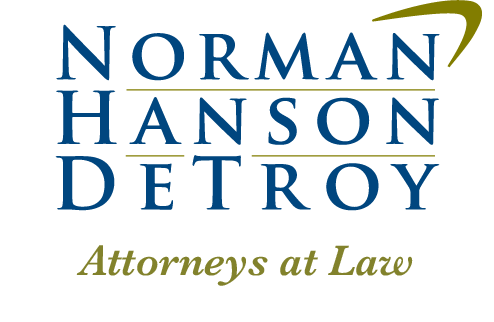 Norman
Hanson
DeTroy
Attorneys at Law